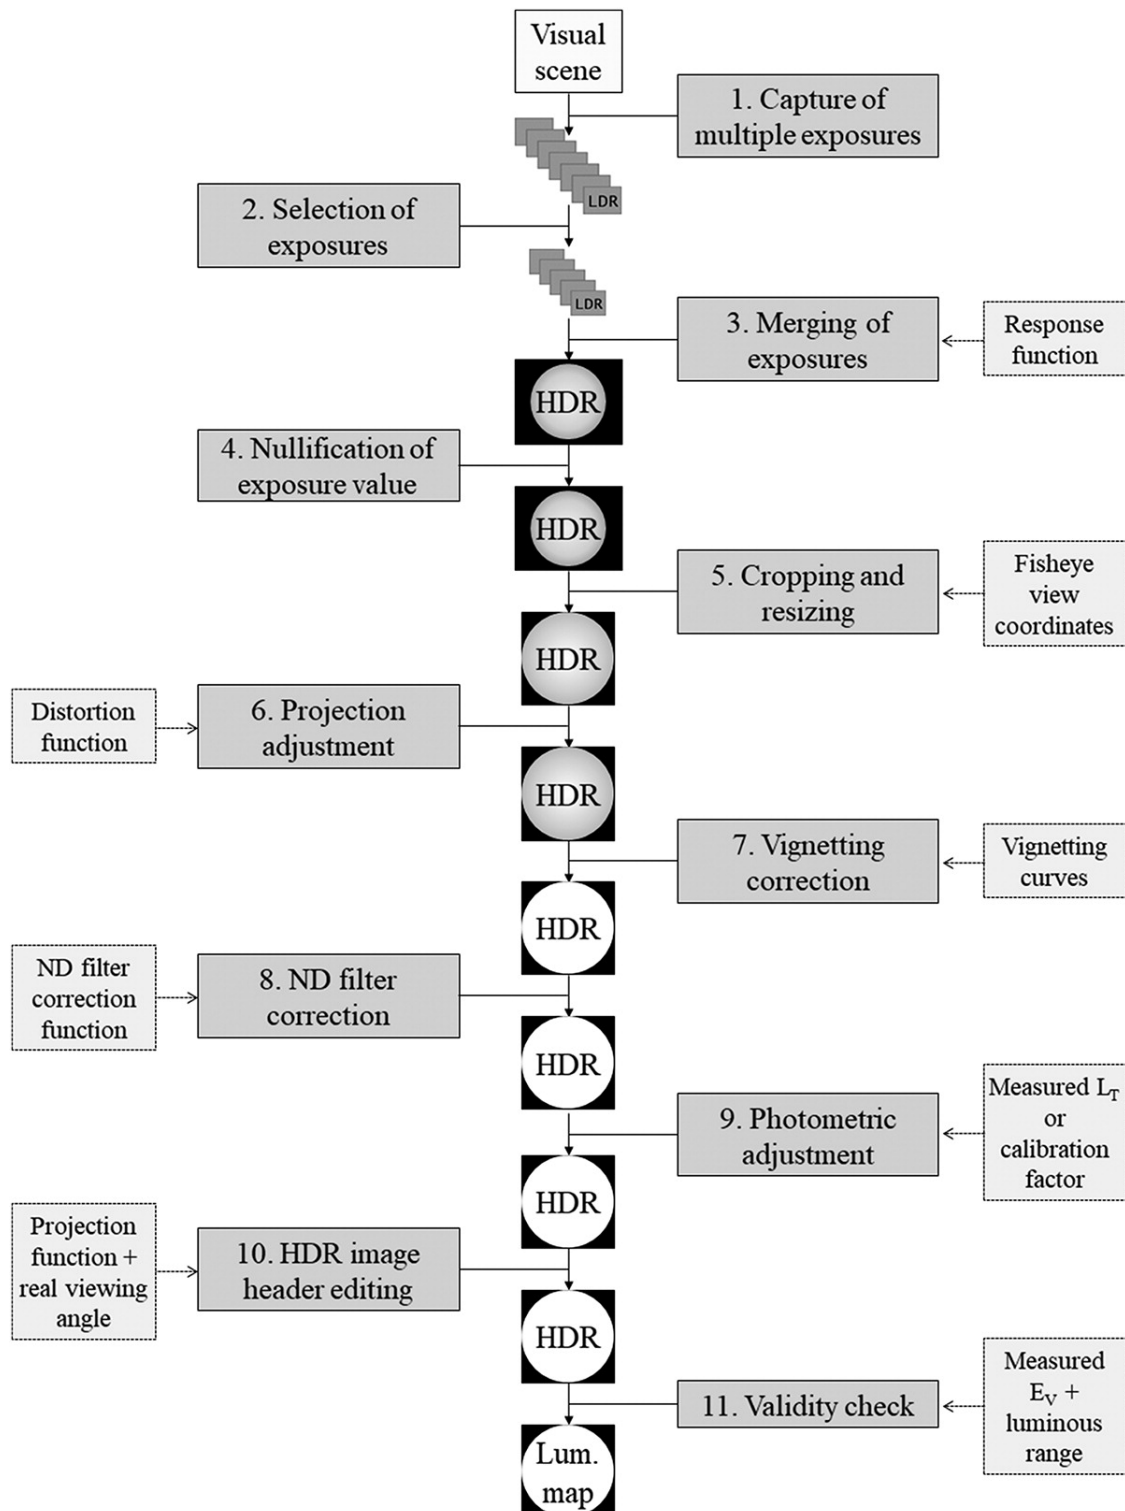 Visual
scene
1. Capture of
multiple exposures
LDR
2. Selection of
exposures
LDR
3. Merging of
exposures
Response
function
HDR
4. Nullification of
exposure value
HDR
5. Cropping and
resizing
Fisheye
view
coordinates
HDR
Distortion
function
6. Projection
adjustment
HDR
7. Vignetting
correction
Vignetting
curves
HDR
ND filter
correction
function
8. ND filter
correction
HDR
9. Photometric
adjustment
Measured L_T
or
calibration
factor
HDR
Projection
function +
real viewing
angle
10. HDR image
header editing
HDR
11. Validity check
Measured
E_V +
luminous
range
Lum.
map